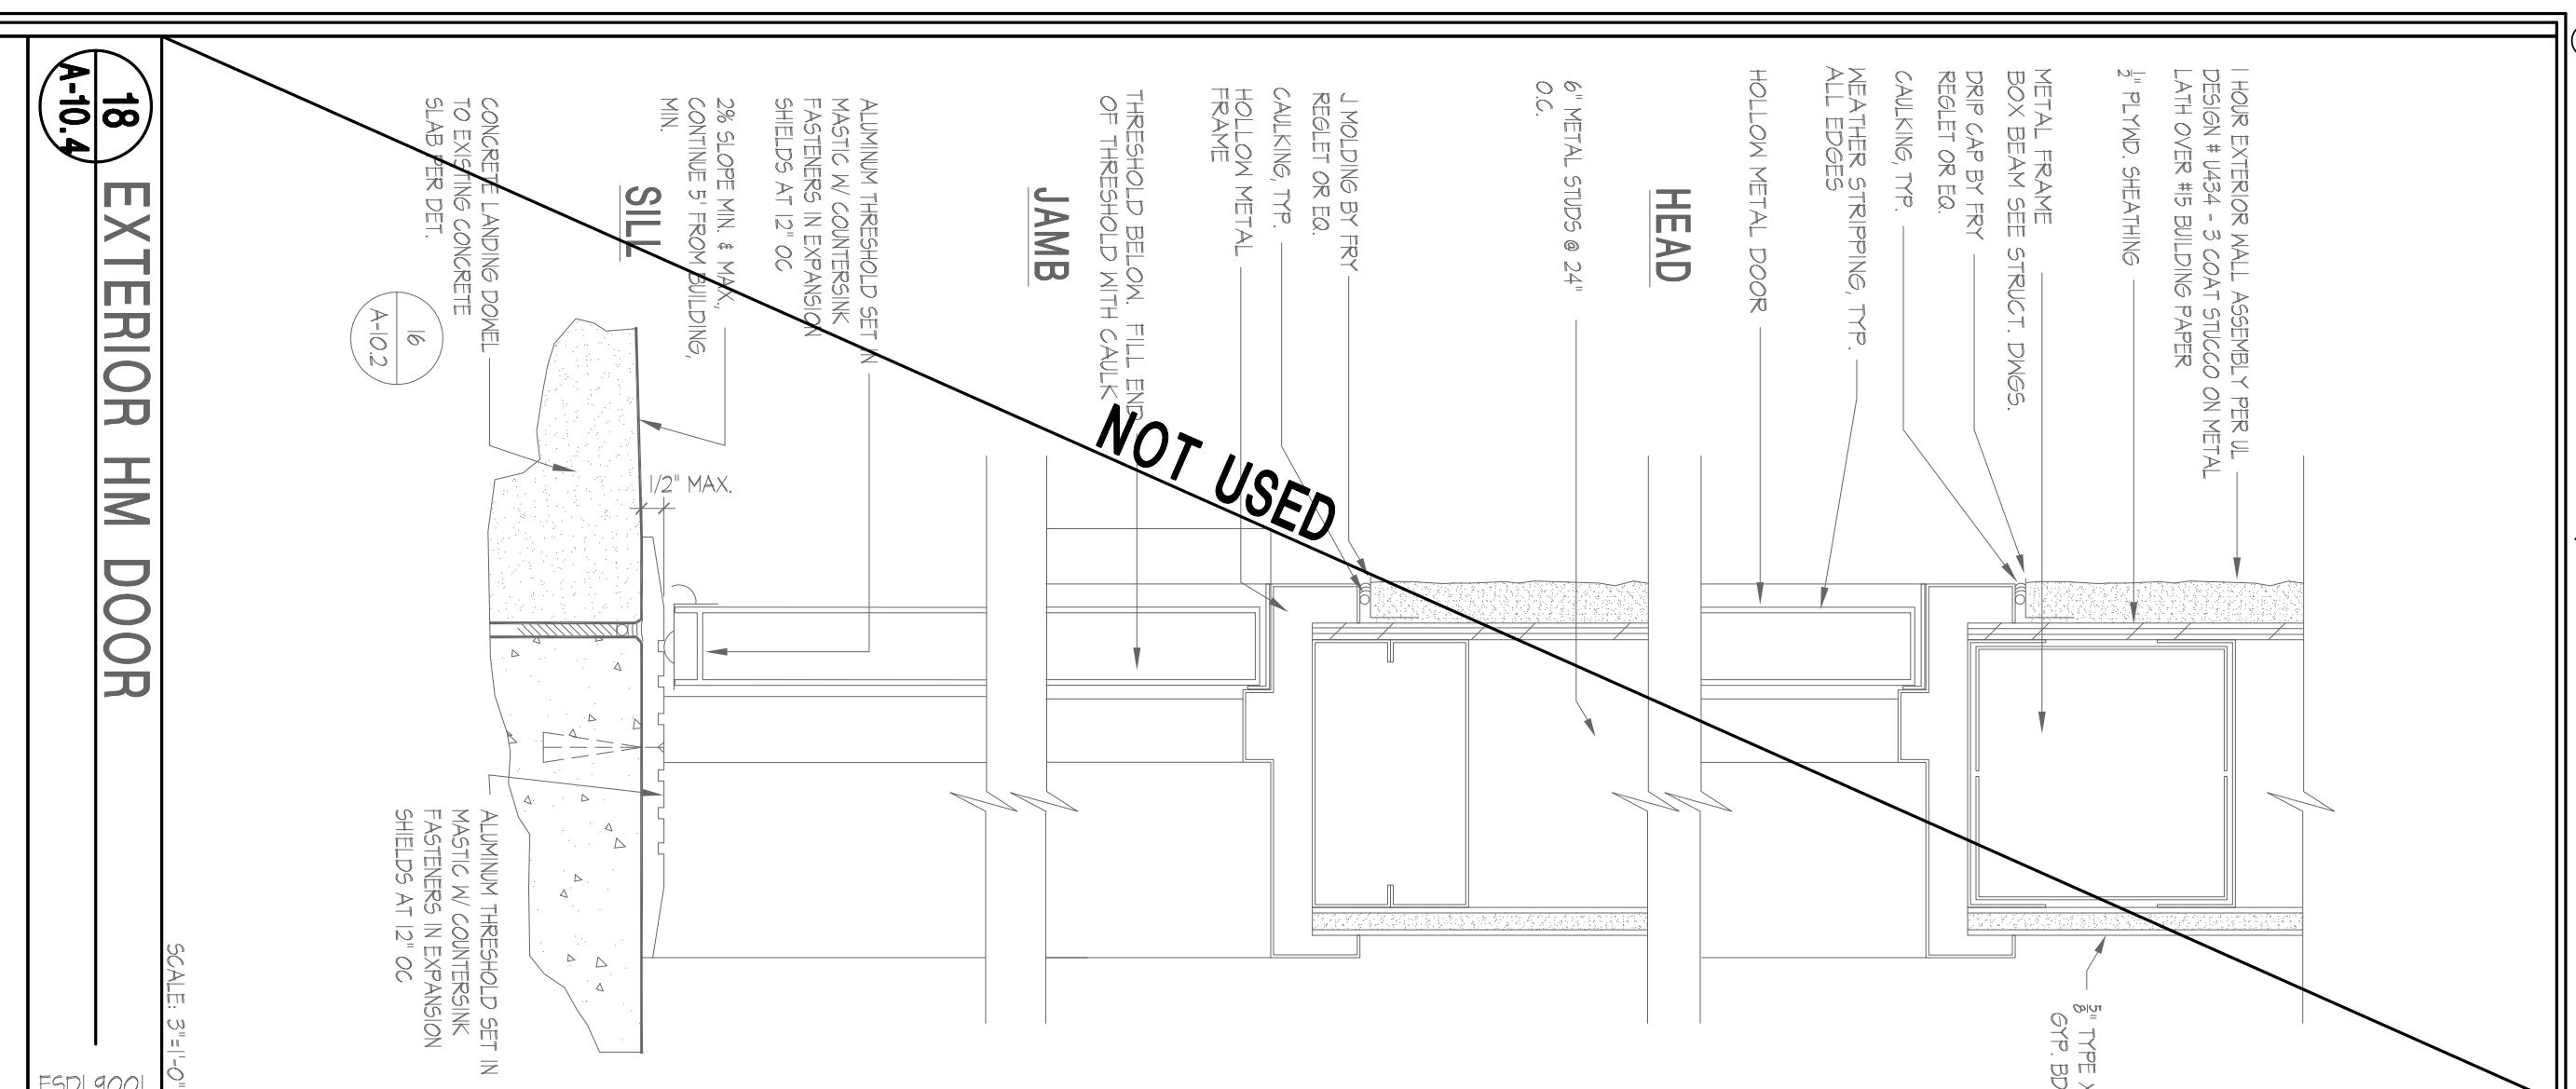 1 HOUR EXTERIOR WALL ASSEMBLY PER UL
DESIGN # U434 - 3 COAT STUCCO ON METAL
LATH OVER #15 BUILDING PAPER
1/2" PLYWD. SHEATHING
METAL FRAME
BOX BEAM SEE STRUCT. DWGS.
DRIP CAP BY FRY
REGLET OR EQ.
CAULKING, TYP.
WEATHER STRIPPING, TYP.
ALL EDGES
HOLLOW METAL DOOR
5/8" TYPE X
GYP. BD
HEAD
6" METAL STUDS @ 24"
O.C.
J MOLDING BY FRY
REGLET OR EQ.
CAULKING, TYP.
HOLLOW METAL
FRAME
THRESHOLD BELOW. FILL END
OF THRESHOLD WITH CAULK
JAMB
NOT USED
ALUMINUM THRESHOLD SET IN
MASTIC W/ COUNTERSINK
FASTENERS IN EXPANSION
SHIELDS AT 12" OC
2% SLOPE MIN. & MAX.,
CONTINUE 5' FROM BUILDING,
MIN.
SILL
1/2" MAX.
CONCRETE LANDING DOWEL
TO EXISTING CONCRETE
SLAB PER DET.
16
A-10.2
ALUMINUM THRESHOLD SET IN
MASTIC W/ COUNTERSINK
FASTENERS IN EXPANSION
SHIELDS AT 12" OC
SCALE: 3"=1'-0"
18
A-10.4
EXTERIOR HM DOOR